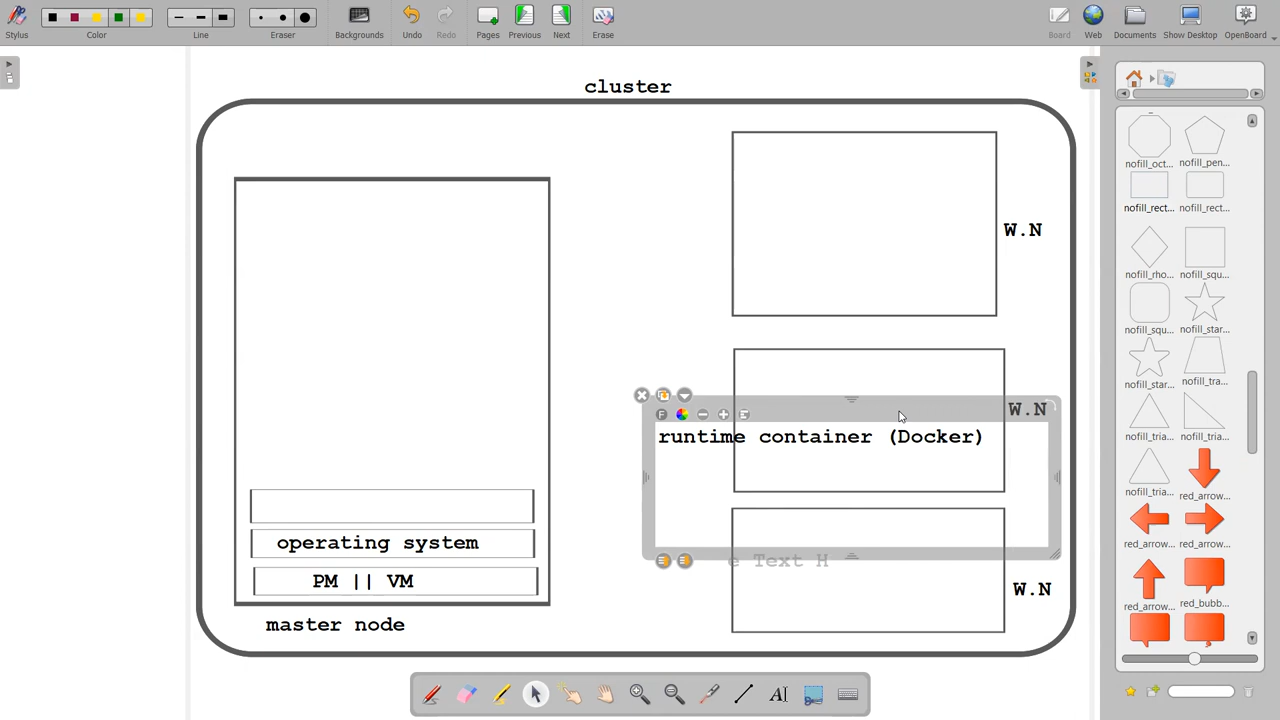 Stylus
Color
Line
Eraser
Backgrounds
Undo
Redo
Pages
Previous
Next
Erase
Board
Web
Documents
Show Desktop
OpenBoard
cluster
W.N
W.N
F
runtime container (Docker)
operating system
e Text H
PM || VM
W.N
master node
nofill_oct...
nofill_pen...
nofill_rect...
nofill_rect...
nofill_rho...
nofill_squ...
nofill_squ...
nofill_star...
nofill_star...
nofill_tra...
nofill_tria...
nofill_tria...
nofill_tria...
red_arrow...
red_arrow...
red_arrow...
red_arrow...
red_bubb...
AI